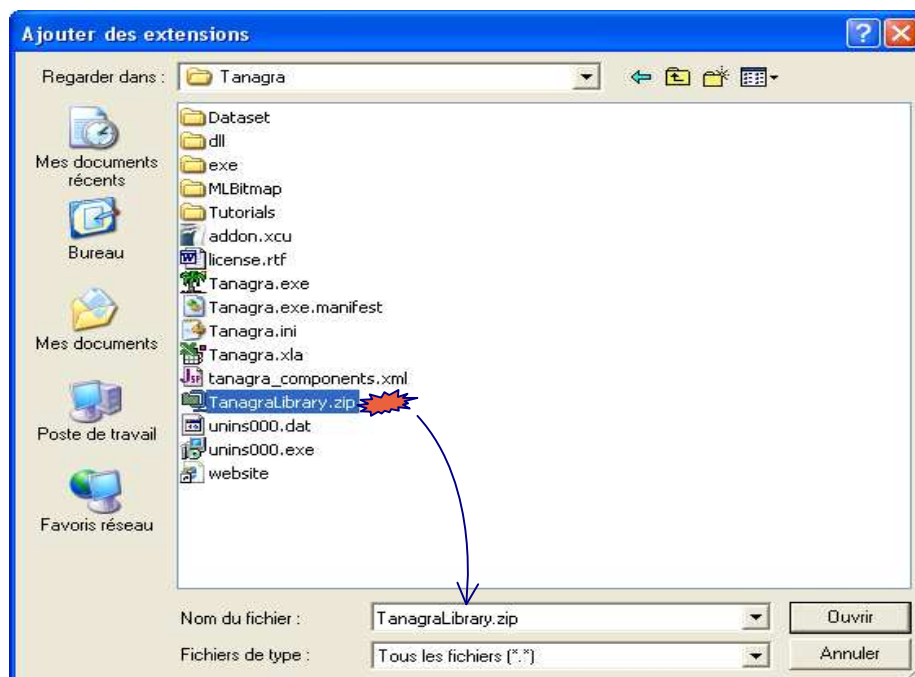 Ajouter des extensions
Regarder dans :
Tanagra
Mes documents
récents
Bureau
Mes documents
Poste de travail
Favoris réseau
Dataset
dll
exe
MLBitmap
Tutorials
addon.xcu
license.rtf
Tanagra.exe
Tanagra.exe.manifest
Tanagra.ini
Tanagra.xla
tanagra_components.xml
TanagraLibrary.zip
unins000.dat
unins000.exe
website
Nom du fichier :
TanagraLibrary.zip
Ouvrir
Fichiers de type :
Tous les fichiers (*.*)
Annuler